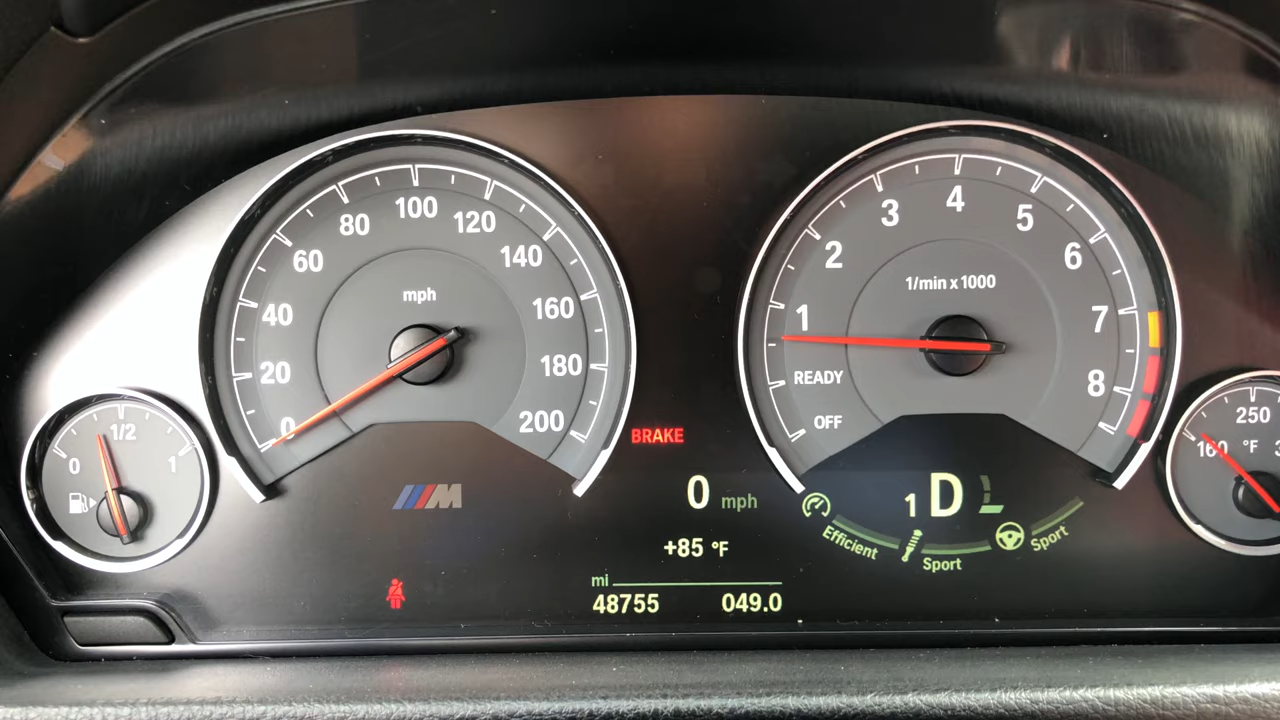 0
20
40
60
80
100
120
140
160
180
200
mph
OFF
READY
1
2
3
4
5
6
7
8
1/min x 1000
0
1/2
1
160
250
°F
BRAKE
M
0 mph
+85 °F
mi
48755 049.0
1 D
Efficient
Sport
Sport